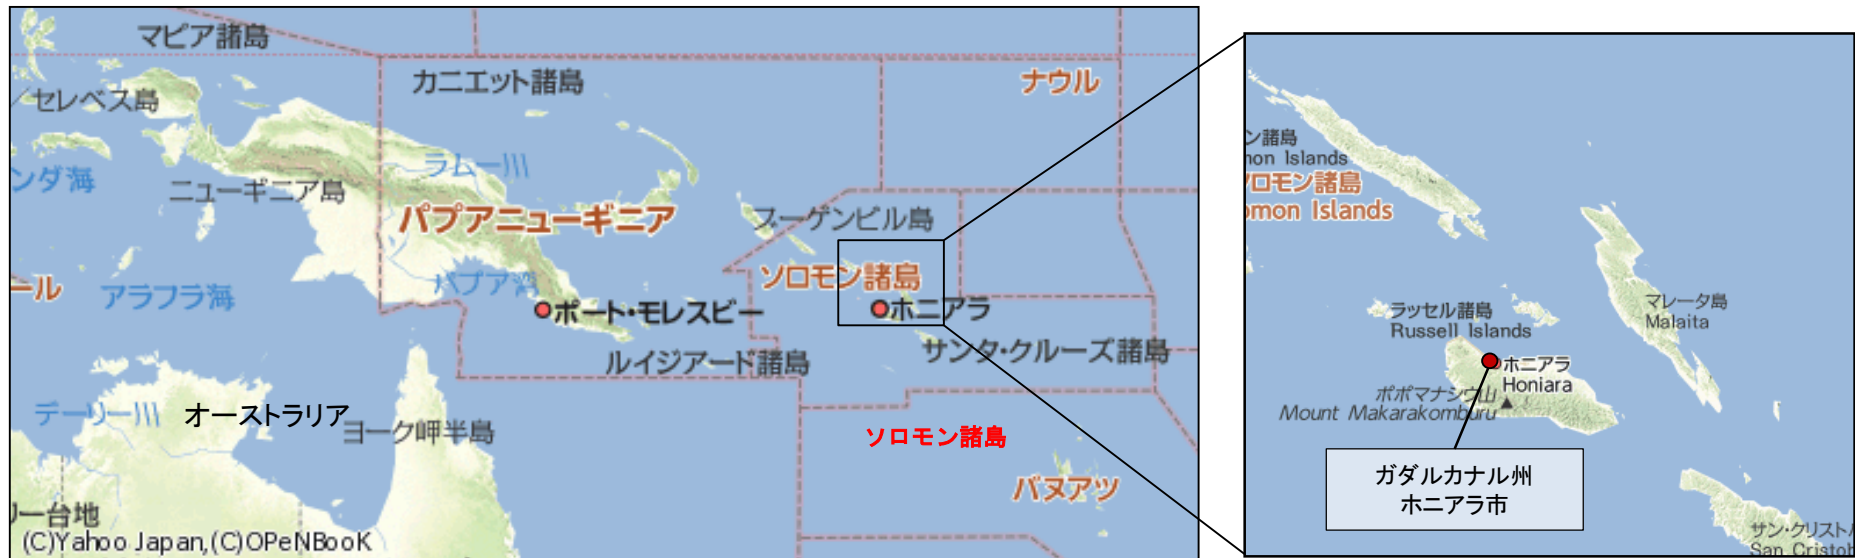 マピア諸島
カニエット諸島
ナウル
セレベス島
ラムー川
ンダ海
ニューギニア島
パプアニューギニア
ブーゲンビル島
パプア湾
ソロモン諸島
ール
アラフラ海
ポート・モレスビー
ホニアラ
ルイジアード諸島
サンタ・クルーズ諸島
デーリー川
オーストラリア
ヨーク岬半島
ソロモン諸島
バヌアツ
リー台地
(C)Yahoo Japan,(C)OPeNBooK
ン諸島
mon Islands
ソロモン諸島
omon Islands
ラッセル諸島
Russell Islands
マレータ島
Malaita
ホニアラ
Honiara
ポポマナシウ山
Mount Makarakomburu
ガダルカナル州
ホニアラ市
サン・クリストバ
San Cristob